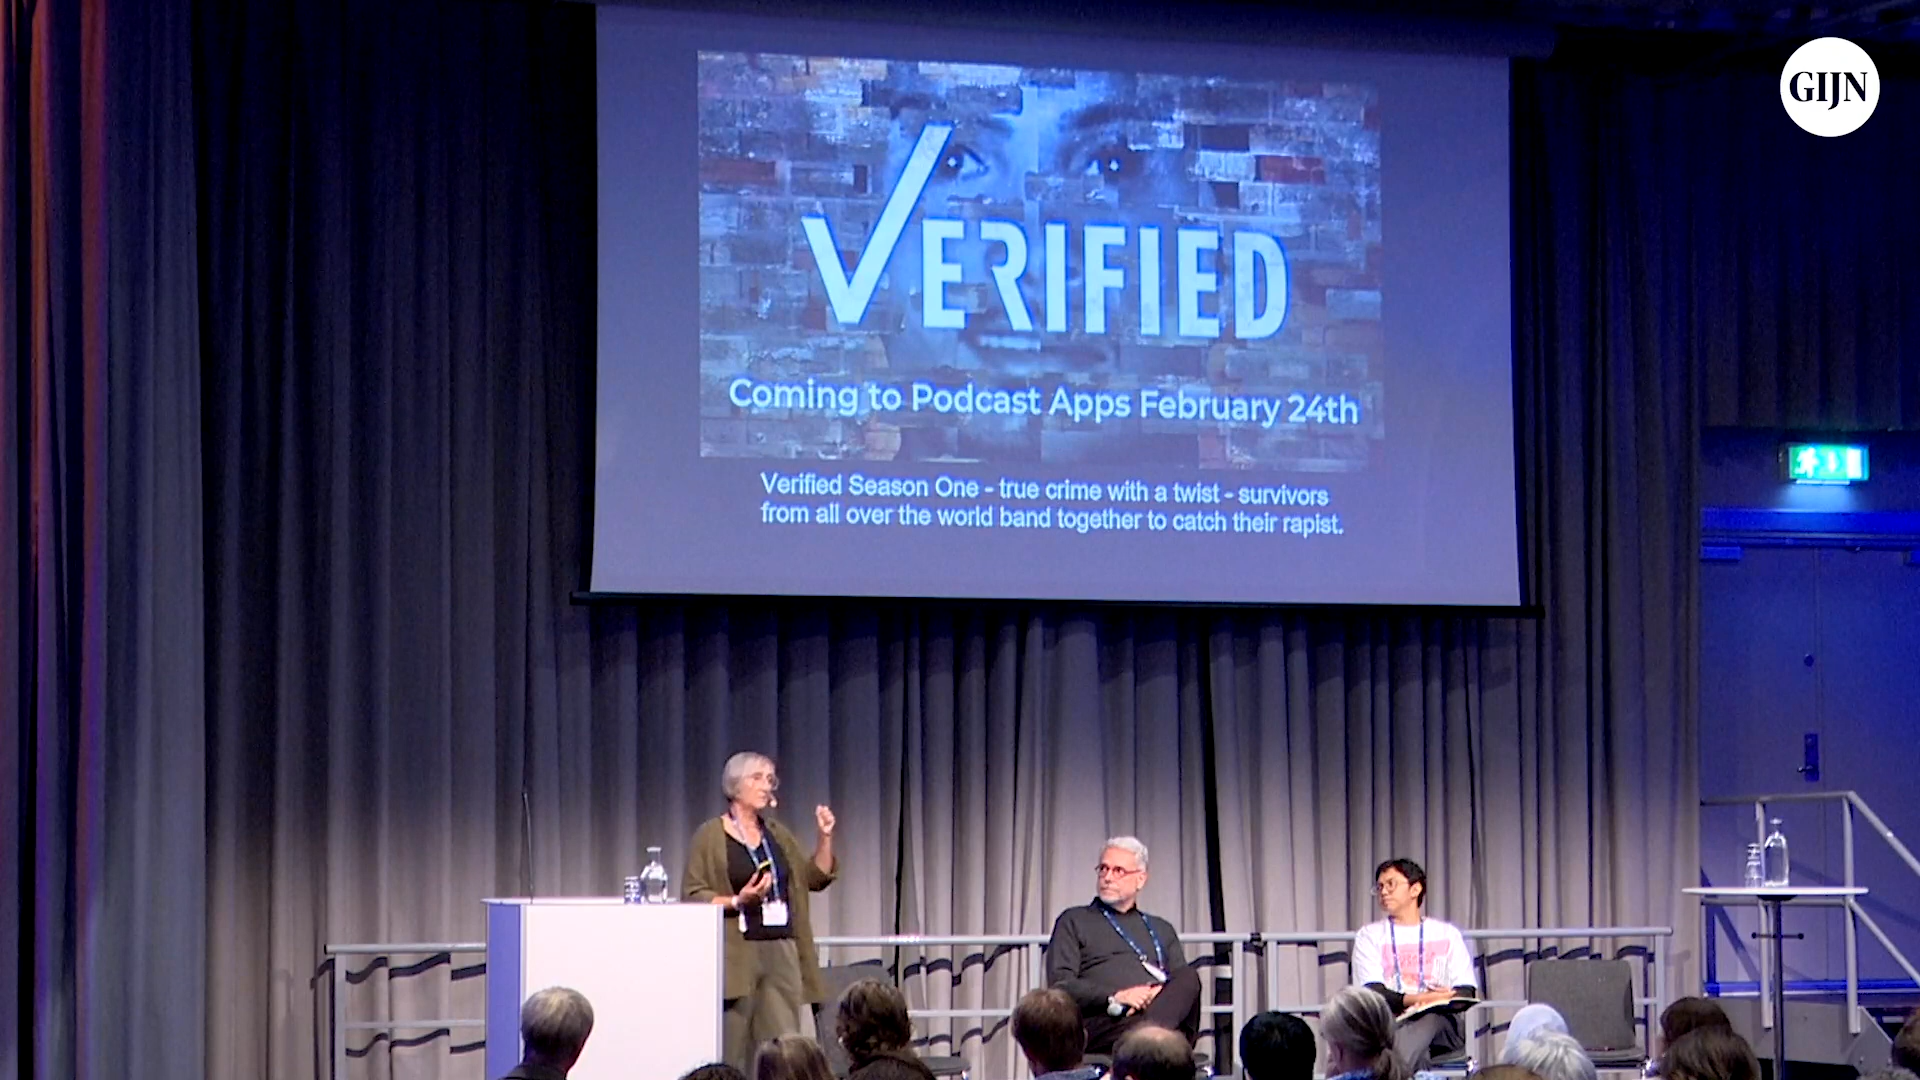 GIJN
VERIFIED
Coming to Podcast Apps February 24th
Verified Season One - true crime with a twist - survivors
from all over the world band together to catch their rapist.